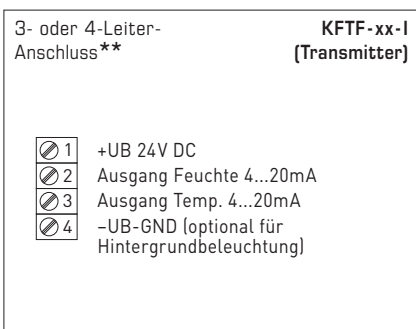 3- oder 4-Leiter-
Anschluss**
KFTF-xx-I
(Transmitter)
1 +UB 24V DC
2 Ausgang Feuchte 4...20mA
3 Ausgang Temp. 4...20mA
4 –UB-GND (optional für
Hintergrundbeleuchtung)